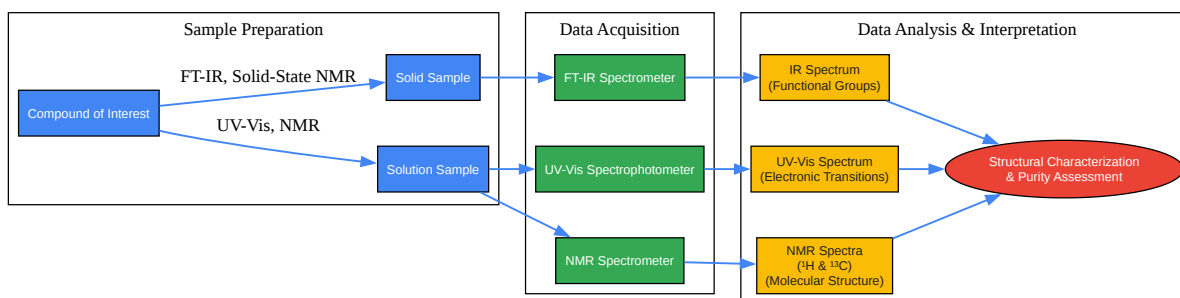 Sample Preparation
FT-IR, Solid-State NMR
Solid Sample
Compound of Interest
UV-Vis, NMR
Solution Sample
Data Acquisition
FT-IR Spectrometer
UV-Vis Spectrophotometer
NMR Spectrometer
Data Analysis & Interpretation
IR Spectrum
(Functional Groups)
UV-Vis Spectrum
(Electronic Transitions)
NMR Spectra
(¹H & ¹³C)
(Molecular Structure)
Structural Characterization
& Purity Assessment